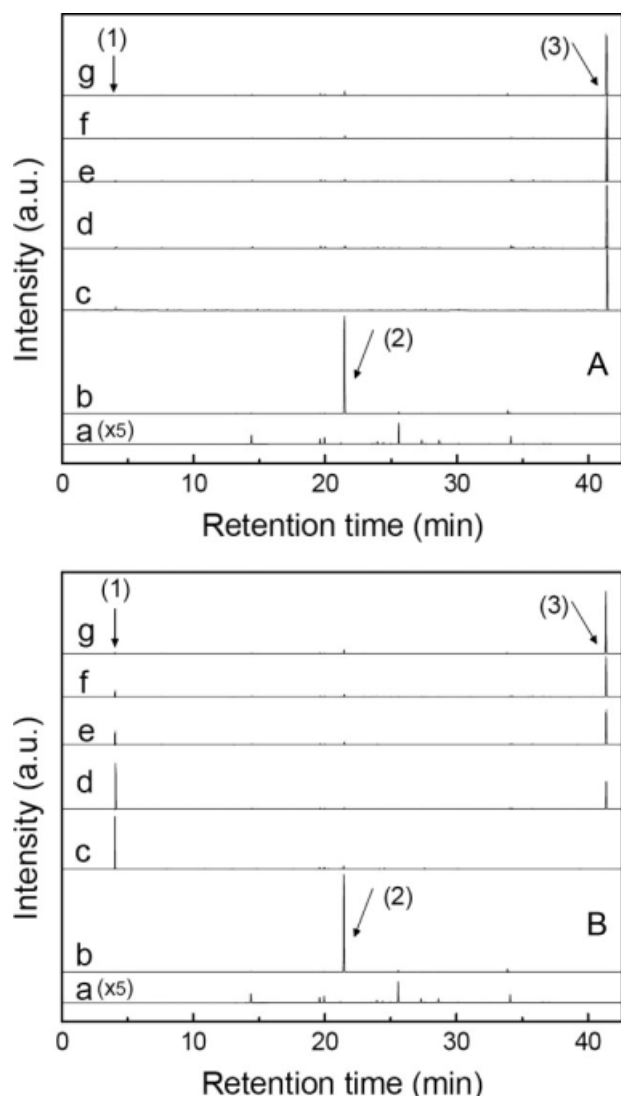 (1)
(3)
g
f
e
d
c
(2)
b
A
a (x5)
0 10 20 30 40
Retention time (min)
Intensity (a.u.)
(1)
(3)
g
f
e
d
c
(2)
b
B
a (x5)
0 10 20 30 40
Retention time (min)
Intensity (a.u.)